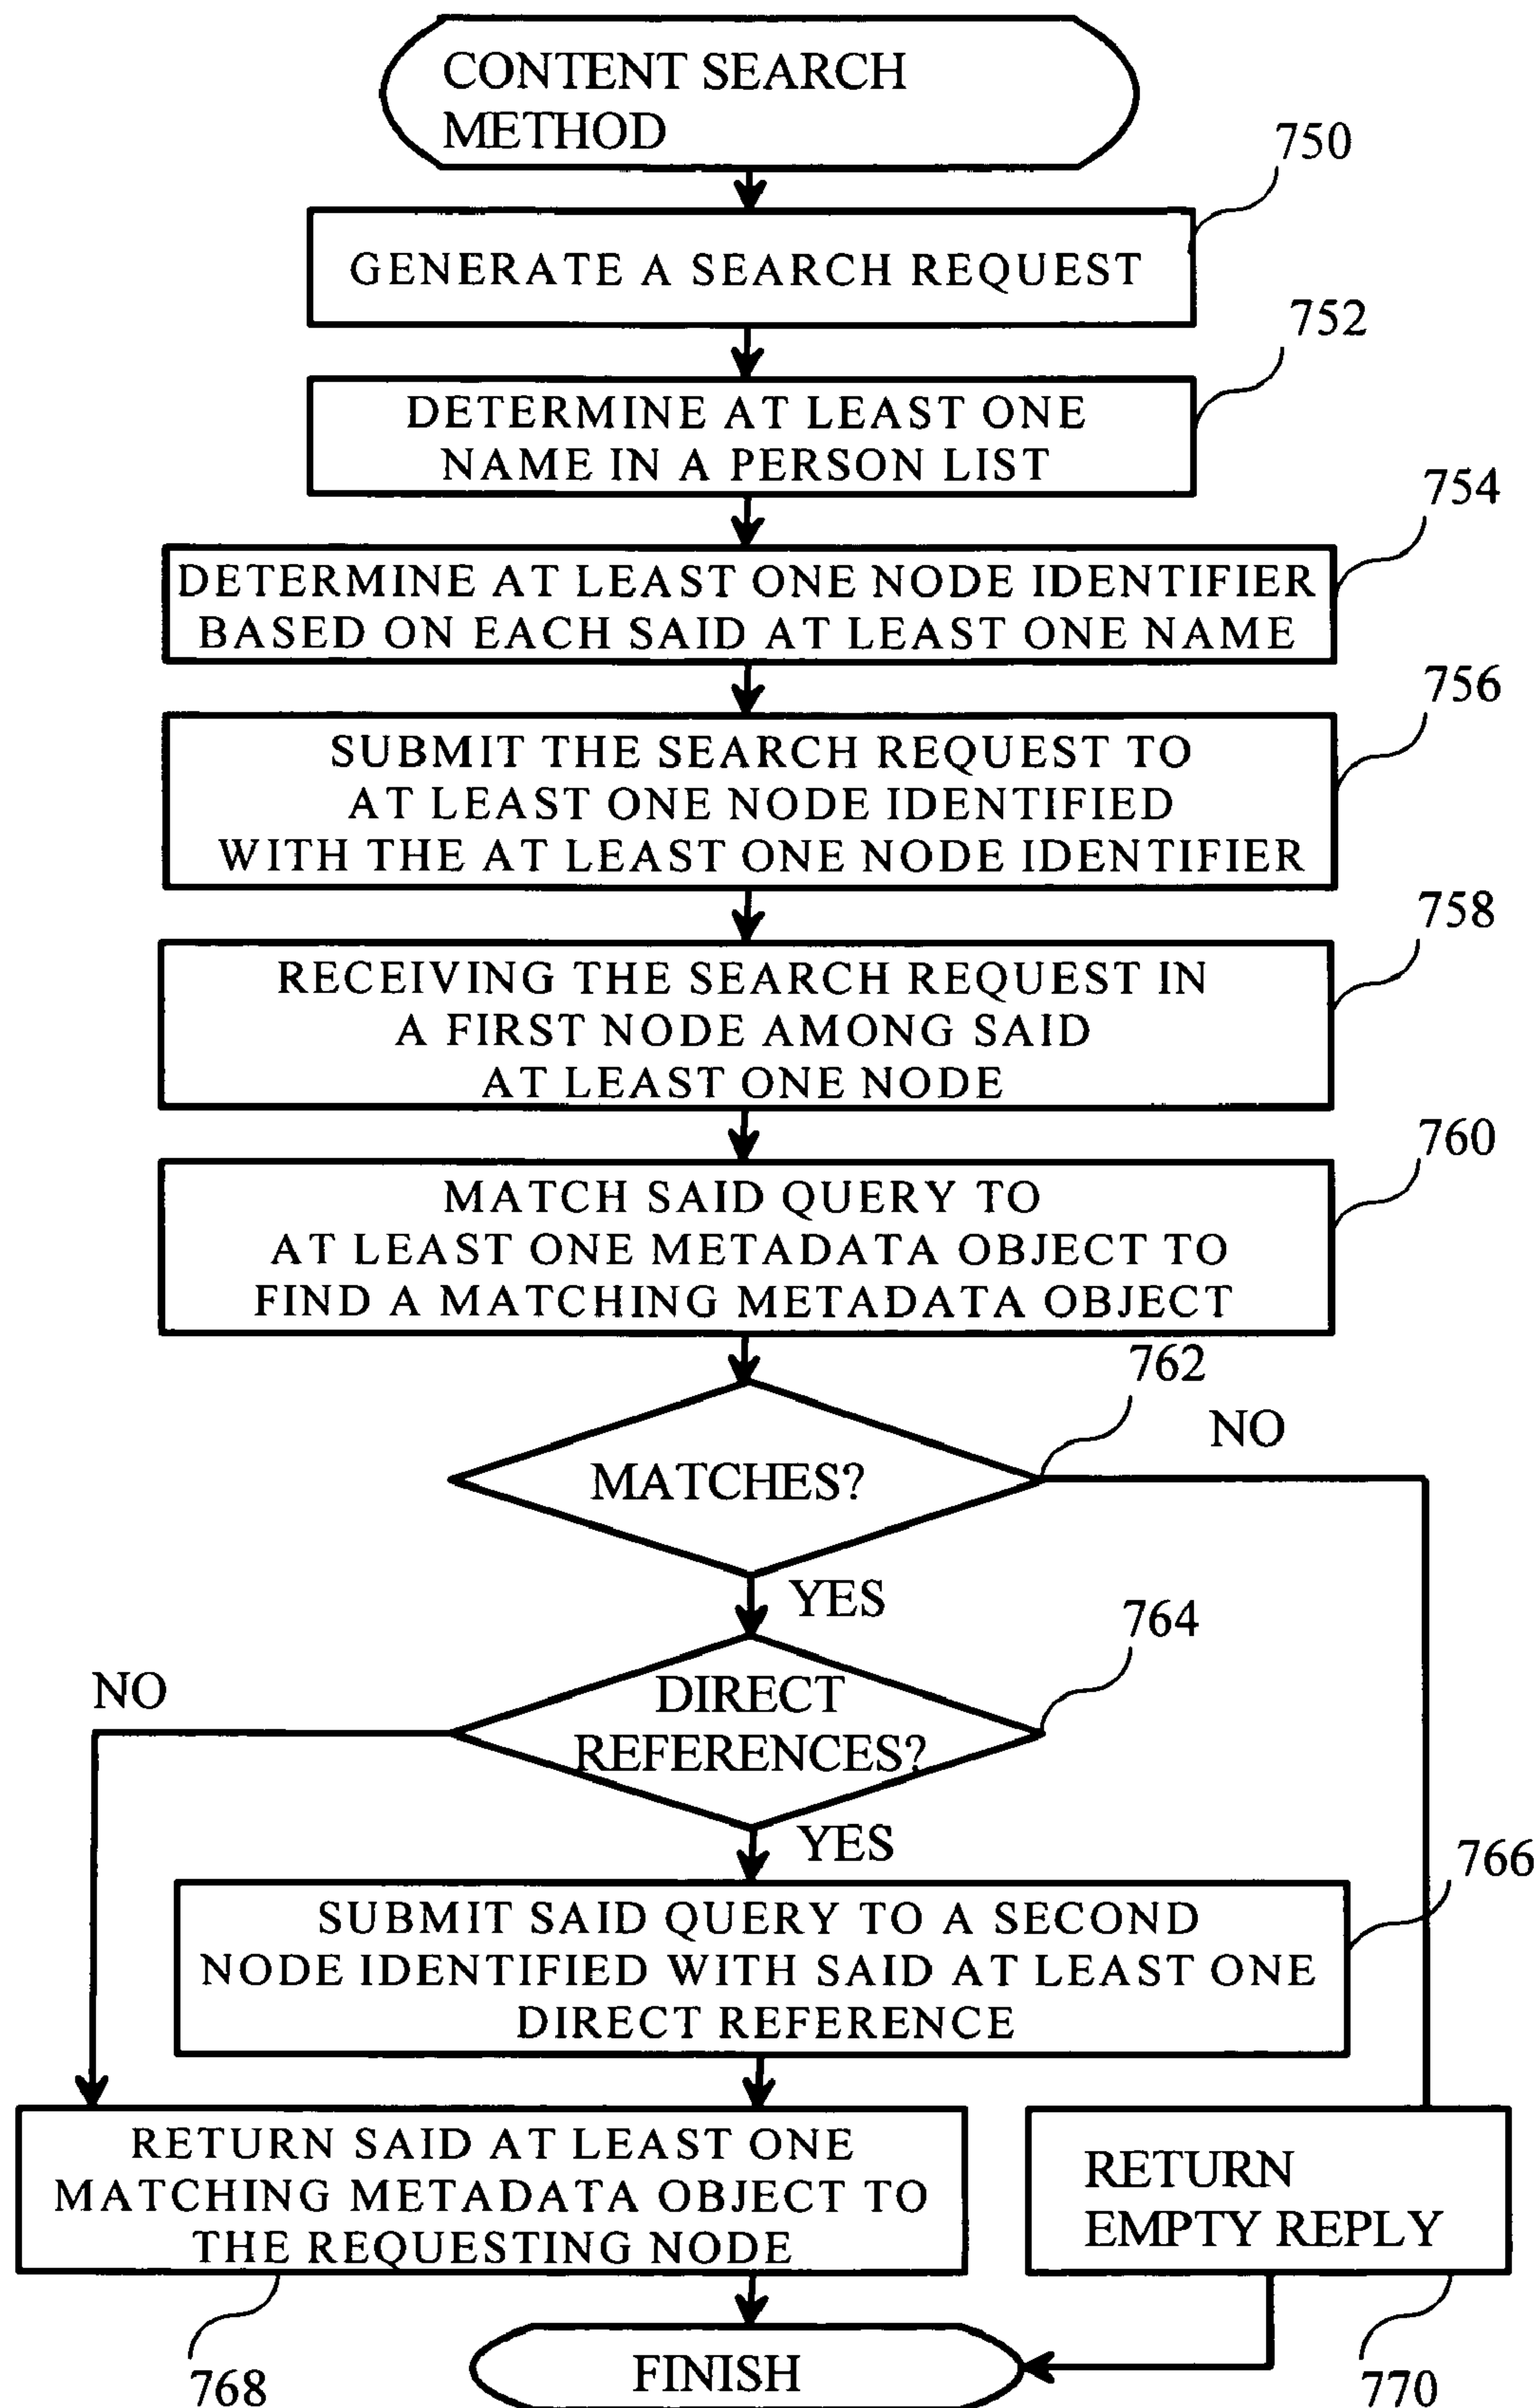 CONTENT SEARCH
METHOD
750
GENERATE A SEARCH REQUEST
752
DETERMINE AT LEAST ONE
NAME IN A PERSON LIST
754
DETERMINE AT LEAST ONE NODE IDENTIFIER
BASED ON EACH SAID AT LEAST ONE NAME
756
SUBMIT THE SEARCH REQUEST TO
AT LEAST ONE NODE IDENTIFIED
WITH THE AT LEAST ONE NODE IDENTIFIER
758
RECEIVING THE SEARCH REQUEST IN
A FIRST NODE AMONG SAID
AT LEAST ONE NODE
760
MATCH SAID QUERY TO
AT LEAST ONE METADATA OBJECT TO
FIND A MATCHING METADATA OBJECT
762
NO
MATCHES?
YES
764
NO
DIRECT
REFERENCES?
YES
766
SUBMIT SAID QUERY TO A SECOND
NODE IDENTIFIED WITH SAID AT LEAST ONE
DIRECT REFERENCE
RETURN SAID AT LEAST ONE
MATCHING METADATA OBJECT TO
THE REQUESTING NODE
RETURN
EMPTY REPLY
768
FINISH
770